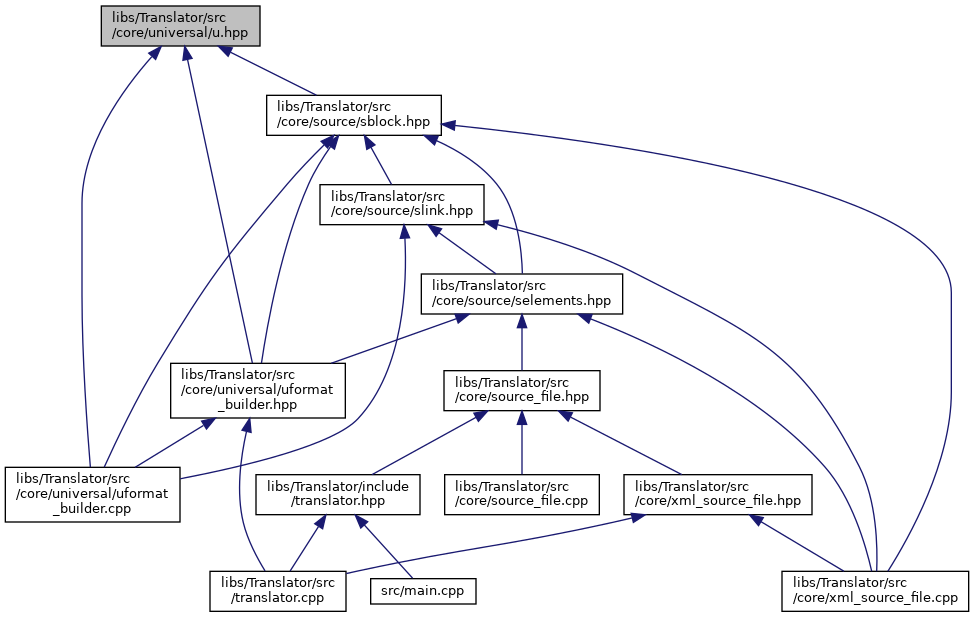 libs/Translator/src
/core/universal/u.hpp
libs/Translator/src
/core/source/sblock.hpp
libs/Translator/src
/core/source/slink.hpp
libs/Translator/src
/core/source/selements.hpp
libs/Translator/src
/core/universal/uformat
_builder.hpp
libs/Translator/src
/core/source_file.hpp
libs/Translator/src
/core/universal/uformat
_builder.cpp
libs/Translator/include
/translator.hpp
libs/Translator/src
/core/source_file.cpp
libs/Translator/src
/core/xml_source_file.hpp
libs/Translator/src
/translator.cpp
src/main.cpp
libs/Translator/src
/core/xml_source_file.cpp